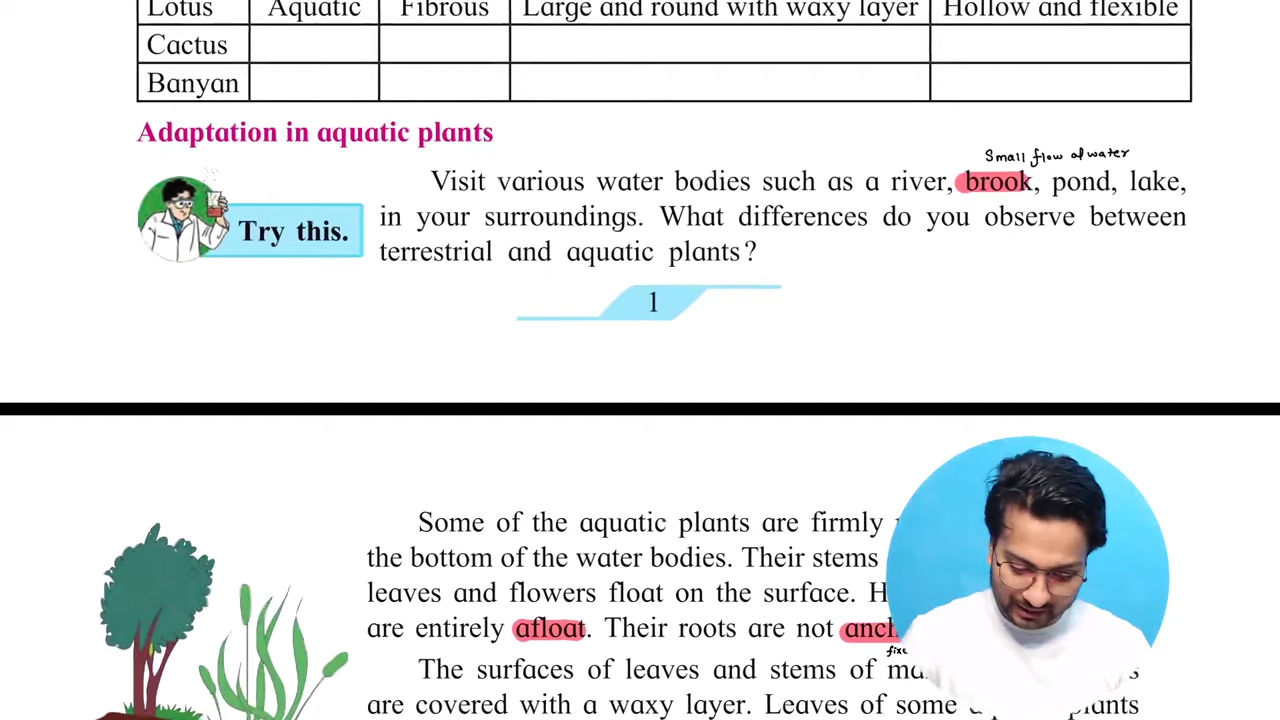 Lotus Aquatic Fibrous Large and round with waxy layer Hollow and flexible
Cactus
Banyan
Adaptation in aquatic plants
Small flow of water
Visit various water bodies such as a river, brook, pond, lake,
in your surroundings. What differences do you observe between
terrestrial and aquatic plants?
Try this.
1
Some of the aquatic plants are firmly
the bottom of the water bodies. Their stems
leaves and flowers float on the surface.
are entirely afloat. Their roots are not
The surfaces of leaves and stems of
are covered with a waxy layer. Leaves of some plants